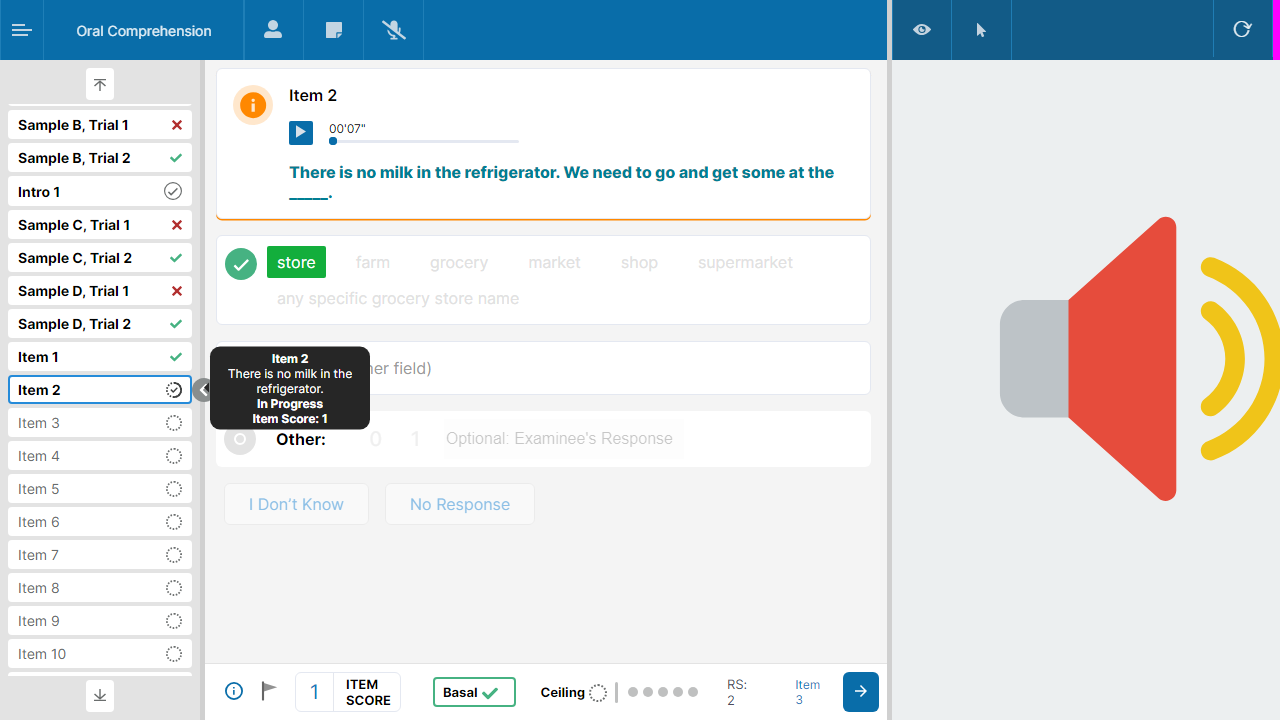 Oral Comprehension
Sample B, Trial 1
Sample B, Trial 2
Intro 1
Sample C, Trial 1
Sample C, Trial 2
Sample D, Trial 1
Sample D, Trial 2
Item 1
Item 2
Item 3
Item 4
Item 5
Item 6
Item 7
Item 8
Item 9
Item 10
Item 2
00'07"
There is no milk in the refrigerator. We need to go and get some at the
_____.
store farm grocery market shop supermarket
any specific grocery store name
Item 2
There is no milk in the
refrigerator.
In Progress
Item Score: 1
field)
Other: 0 1 Optional: Examinee's Response
I Don't Know No Response
1 ITEM
SCORE
Basal
Ceiling
RS:
2
Item
3